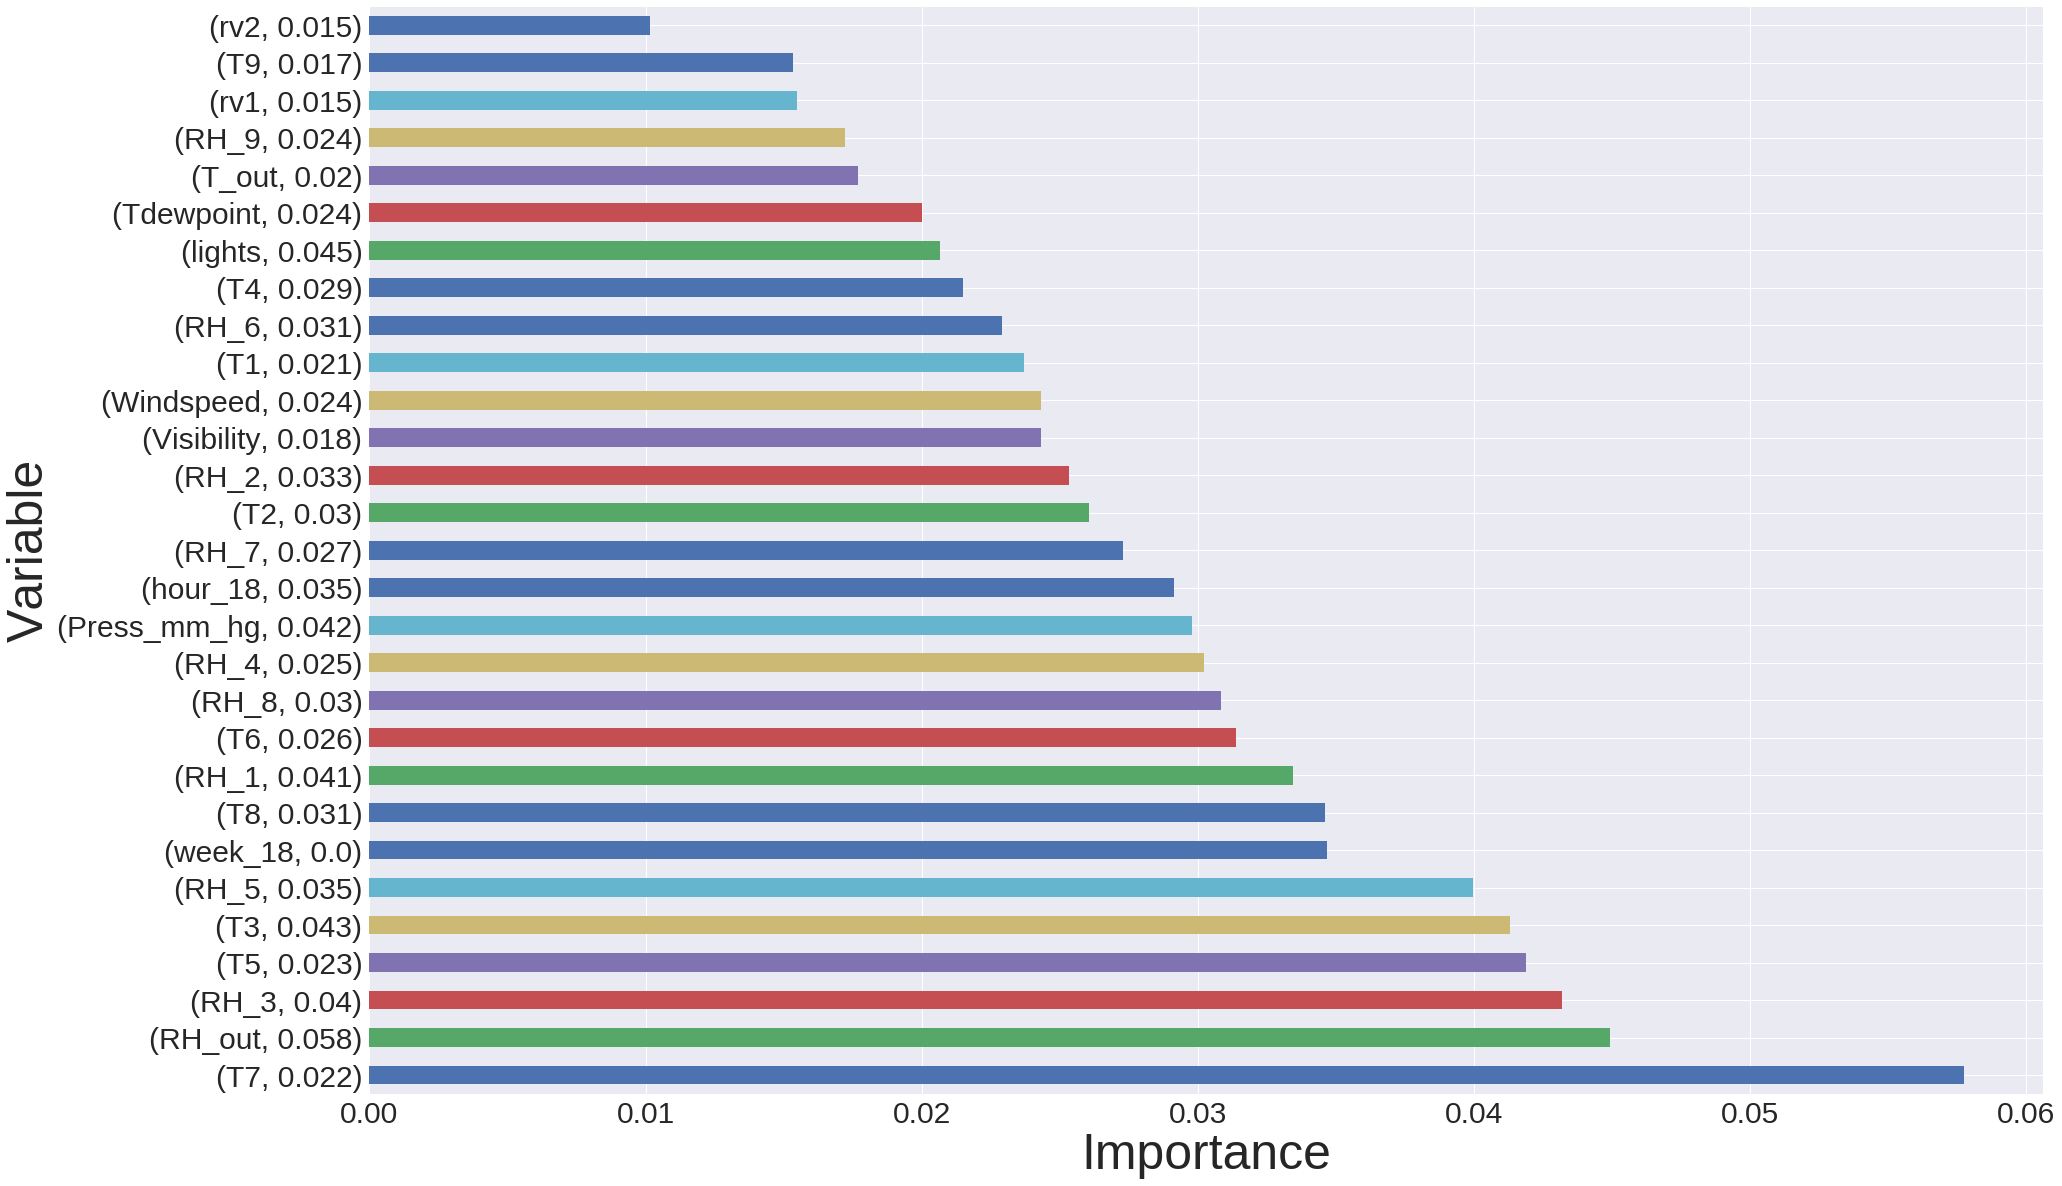 (rv2, 0.015)
(T9, 0.017)
(rv1, 0.015)
(RH_9, 0.024)
(T_out, 0.02)
(Tdewpoint, 0.024)
(lights, 0.045)
(T4, 0.029)
(RH_6, 0.031)
(T1, 0.021)
(Windspeed, 0.024)
(Visibility, 0.018)
(RH_2, 0.033)
(T2, 0.03)
(RH_7, 0.027)
(hour_18, 0.035)
(Press_mm_hg, 0.042)
(RH_4, 0.025)
(RH_8, 0.03)
(T6, 0.026)
(RH_1, 0.041)
(T8, 0.031)
(week_18, 0.0)
(RH_5, 0.035)
(T3, 0.043)
(T5, 0.023)
(RH_3, 0.04)
(RH_out, 0.058)
(T7, 0.022)
Variable
0.00 0.01 0.02 0.03 0.04 0.05 0.06
Importance